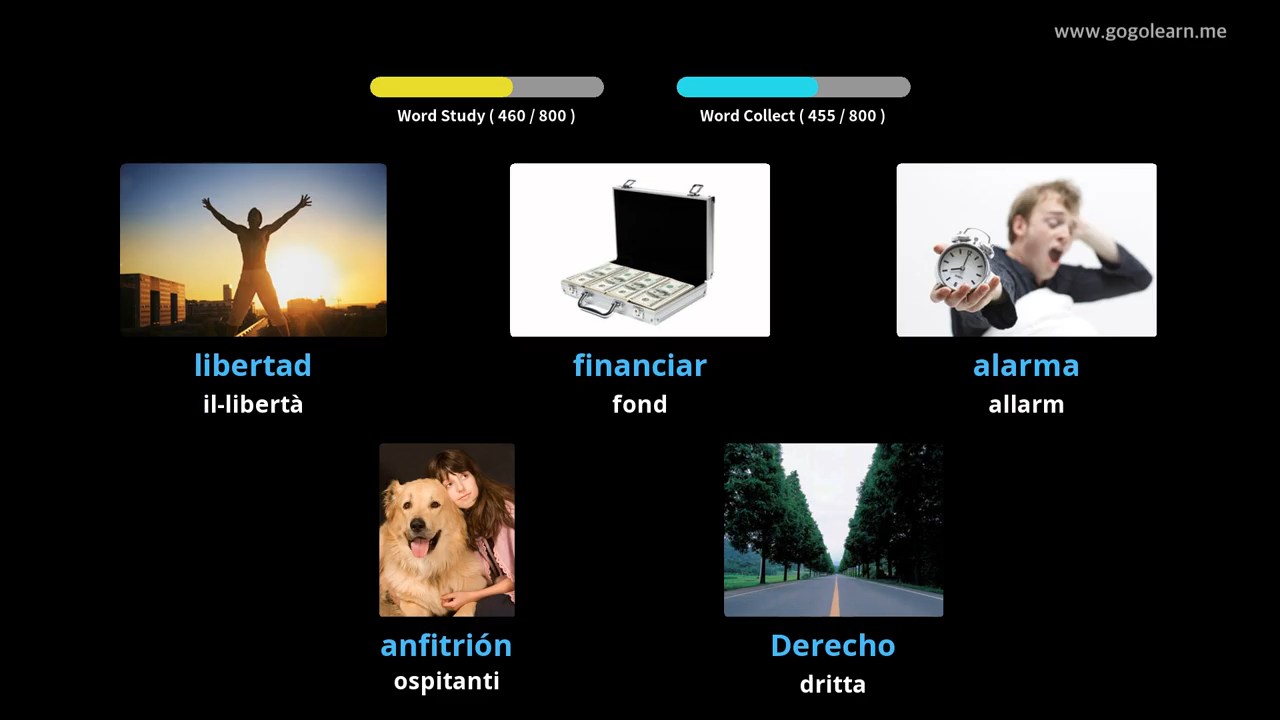 www.gogolearn.me
Word Study ( 460 / 800 )
Word Collect ( 455 / 800 )
libertad
il-libertà
financiar
fond
alarma
allarm
anfitrión
ospitanti
Derecho
dritta